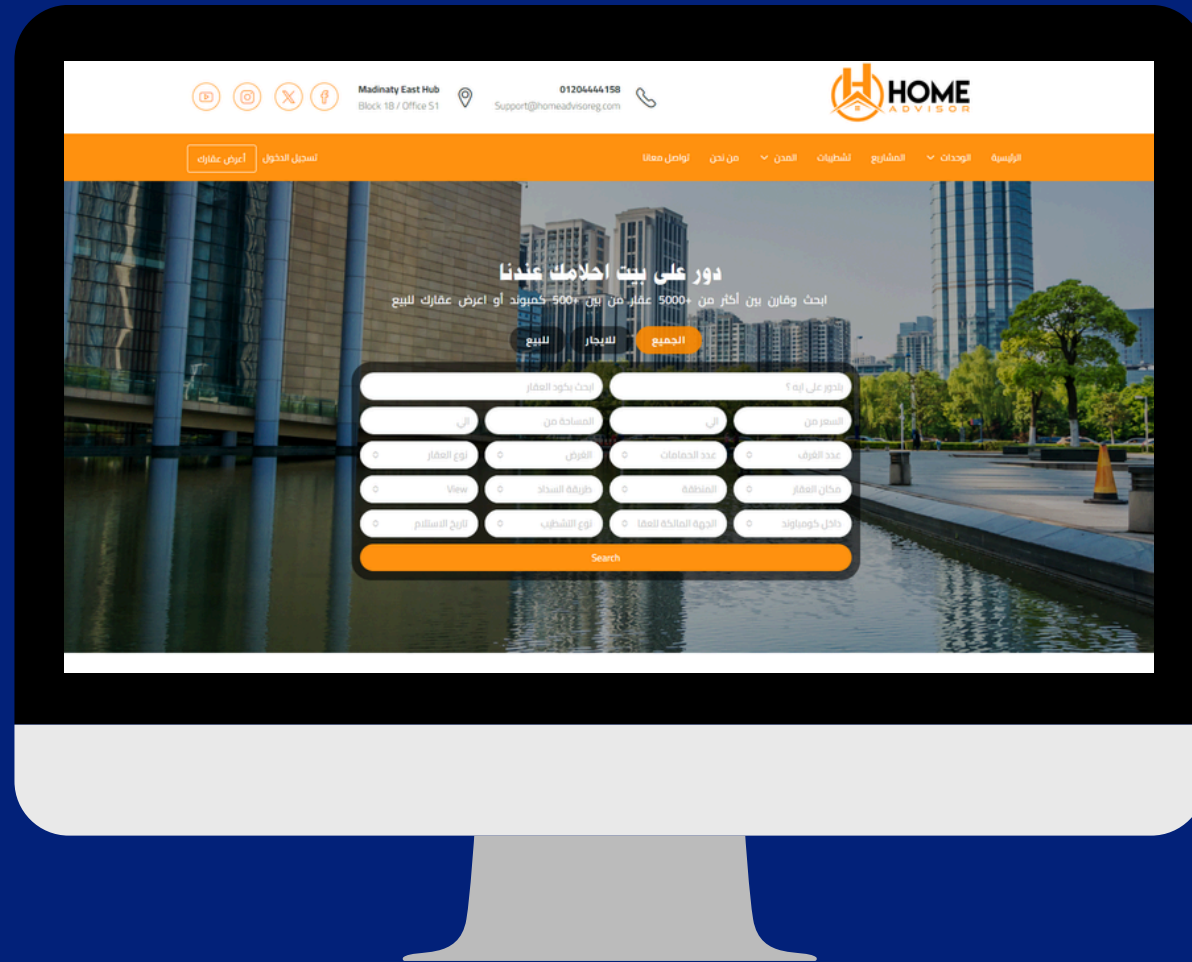 HOME
ADVISOR
01204444158
Support@homeadvisoreg.com
Madinaty East Hub
Block 18 / Office S1
الرئيسية الوحدات المشاريع تشطيبات المدن من نحن تواصل معانا تسجيل الدخول أعرض عقارك
دور على بيت احلامك عندنا
ابحث وقارن بين أكثر من +5000 عقار من بين +500 كمبوند أو اعرض عقارك للبيع
الجميع للايجار للبيع
بتدور على ايه ؟ ابحث بكود العقار
السعر من الي المساحة من الي
عدد الغرف عدد الحمامات الغرض نوع العقار
مكان العقار المنطقة طريقة السداد View
داخل كومباوند الجهة المالكة للعقا نوع التشطيب تاريخ الاستلام
Search